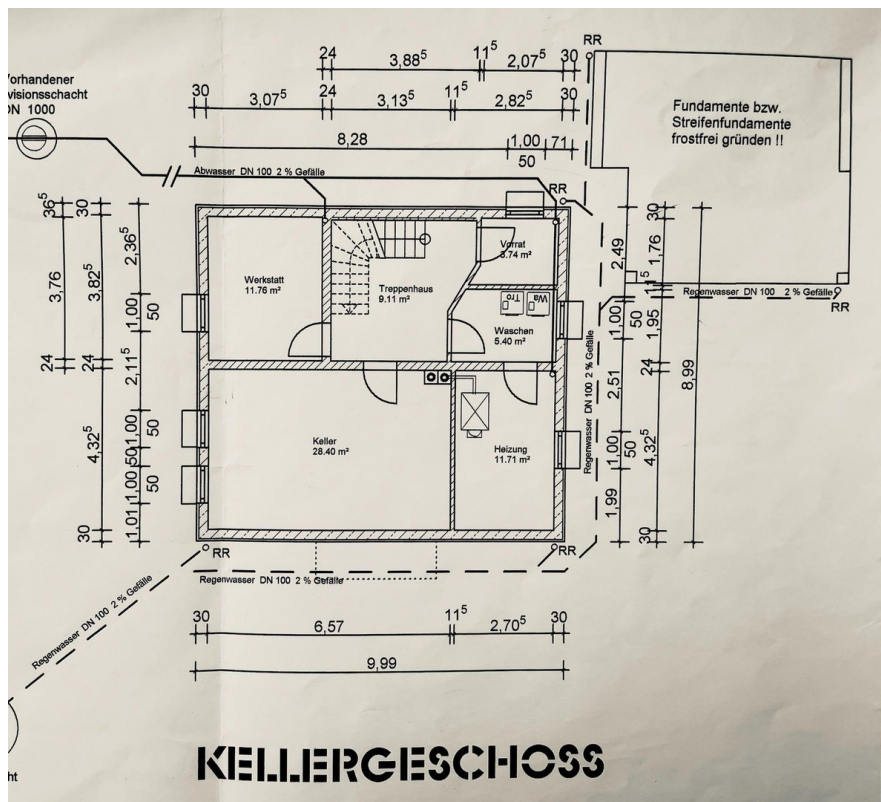 RR
24
3,88⁵
11⁵
2,07⁵
30
Vorhandener
visionsschacht
DN 1000
30
3,07⁵
24
3,13⁵
11⁵
2,82⁵
30
Fundamente bzw.
Streifenfundamente
frostfrei gründen !!
8,28
1,00
71
50
Abwasser DN 100 2 % Gefälle
RR
36⁵
3,76
24
30
3,82⁵
24
4,32⁵
30
2,36⁵
1,00
50
2,11⁵
1,00
50
50
1,00
50
1,01
Werkstatt
11.76 m²
Treppenhaus
9.11 m²
Vorrat
3.74 m²
Tro
Wa
Waschen
5.40 m²
Keller
28.40 m²
Heizung
11.71 m²
2,49
1,00
50
2,51
1,00
50
1,99
30
1,76
11⁵
1,95
24
4,32⁵
30
8,99
Regenwasser DN 100 2 % Gefälle
RR
Regenwasser DN 100 2 % Gefälle
RR
RR
Regenwasser DN 100 2 % Gefälle
Regenwasser DN 100 2 % Gefälle
30
6,57
11⁵
2,70⁵
30
9,99
KELLERGESCHOSS
ht